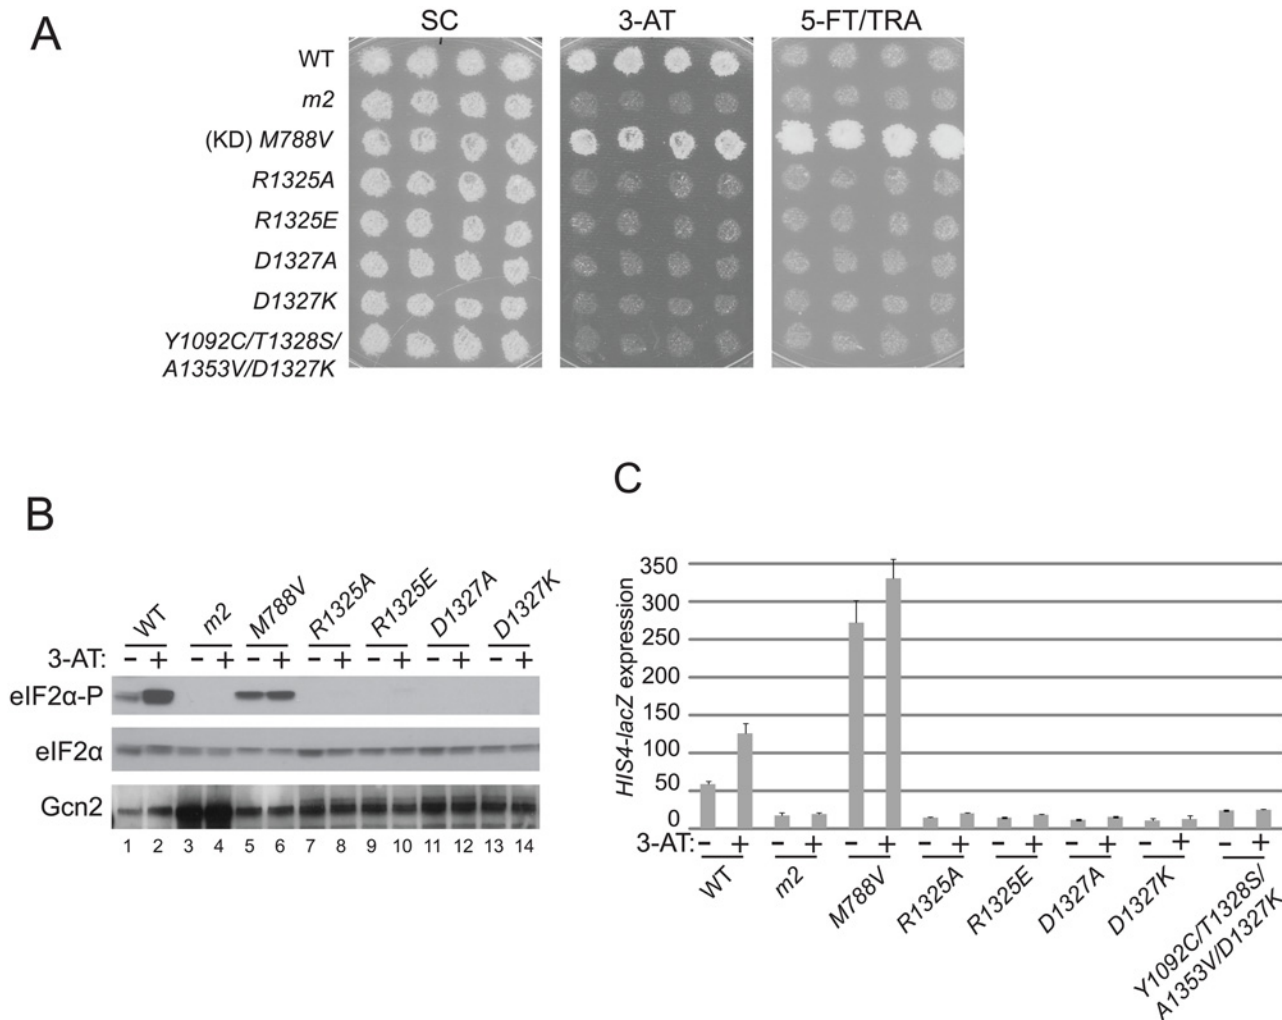 A
SC 3-AT 5-FT/TRA
WT
m2
(KD) M788V
R1325A
R1325E
D1327A
D1327K
Y1092C/T1328S/
A1353V/D1327K
B
WT m2 M788V R1325A R1325E D1327A D1327K
3-AT: - + - + - + - + - + - + - +
eIF2α-P
eIF2α
Gcn2
1 2 3 4 5 6 7 8 9 10 11 12 13 14
C
HIS4-lacZ expression
350
300
250
200
150
100
50
0
3-AT: - + - + - + - + - + - + - + - +
WT m2 M788V R1325A R1325E D1327A D1327K Y1092C/T1328S/
A1353V/D1327K